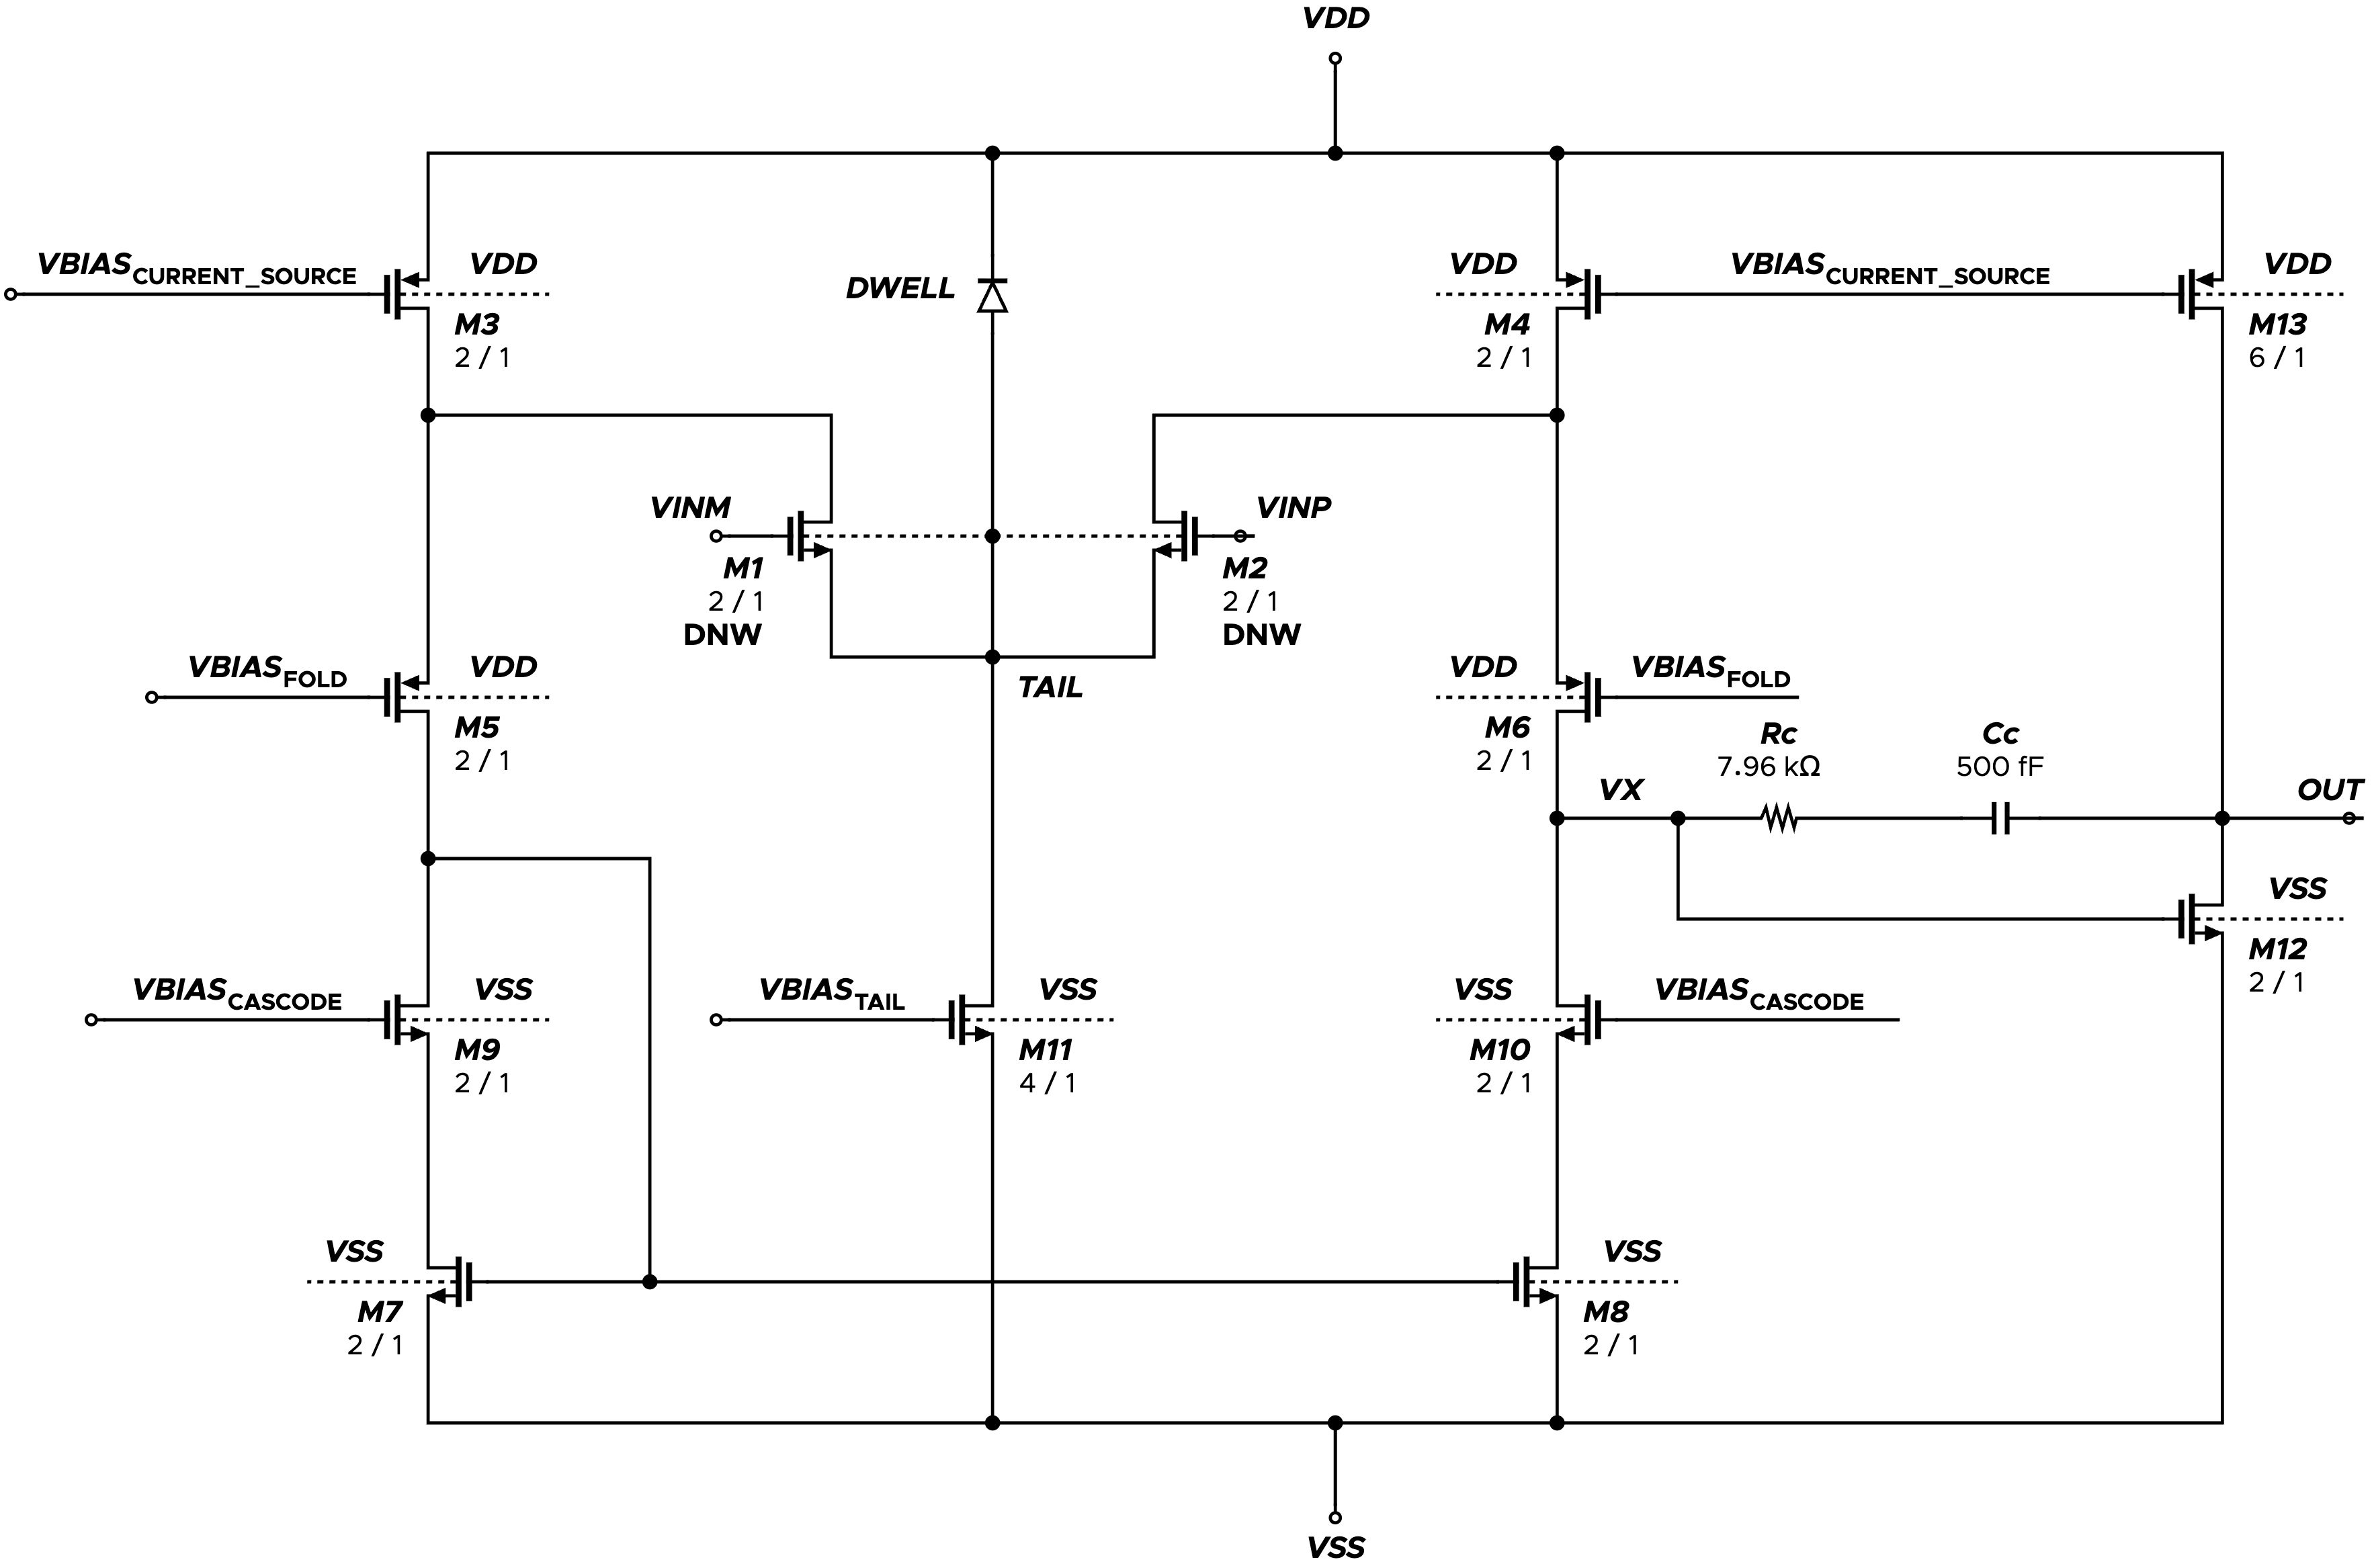 VDD
VBIASCURRENT_SOURCE
VDD
M3
2 / 1
DWELL
VDD
M4
2 / 1
VBIASCURRENT_SOURCE
VDD
M13
6 / 1
VINM
M1
2 / 1
DNW
VINP
M2
2 / 1
DNW
TAIL
VBIASFOLD
VDD
M5
2 / 1
VDD
M6
2 / 1
VBIASFOLD
Rc
7.96 kΩ
Cc
500 fF
VX
OUT
VSS
M12
2 / 1
VBIASCASCODE
VSS
M9
2 / 1
VBIASTAIL
VSS
M11
4 / 1
VSS
M10
2 / 1
VBIASCASCODE
VSS
M7
2 / 1
VSS
M8
2 / 1
VSS